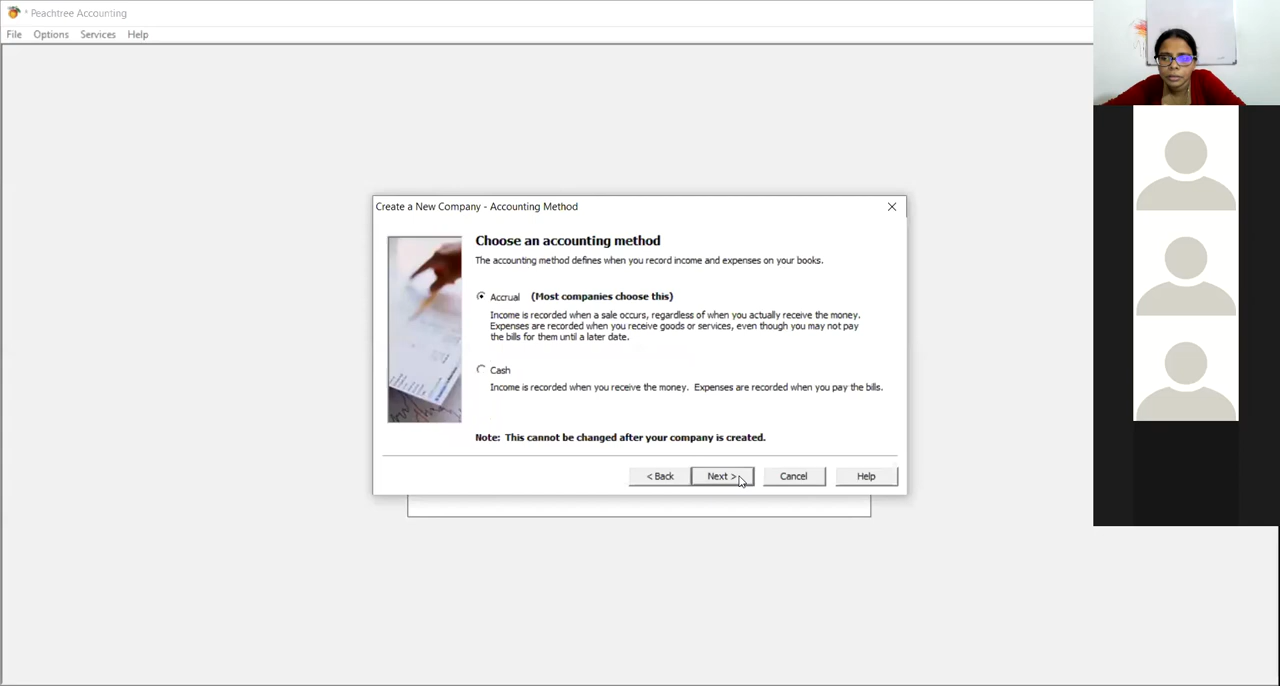 * Peachtree Accounting
File Options Services Help
Create a New Company - Accounting Method
Choose an accounting method
The accounting method defines when you record income and expenses on your books.
Accrual (Most companies choose this)
Income is recorded when a sale occurs, regardless of when you actually receive the money.
Expenses are recorded when you receive goods or services, even though you may not pay
the bills for them until a later date.
Cash
Income is recorded when you receive the money. Expenses are recorded when you pay the bills.
Note: This cannot be changed after your company is created.
< Back Next > Cancel Help